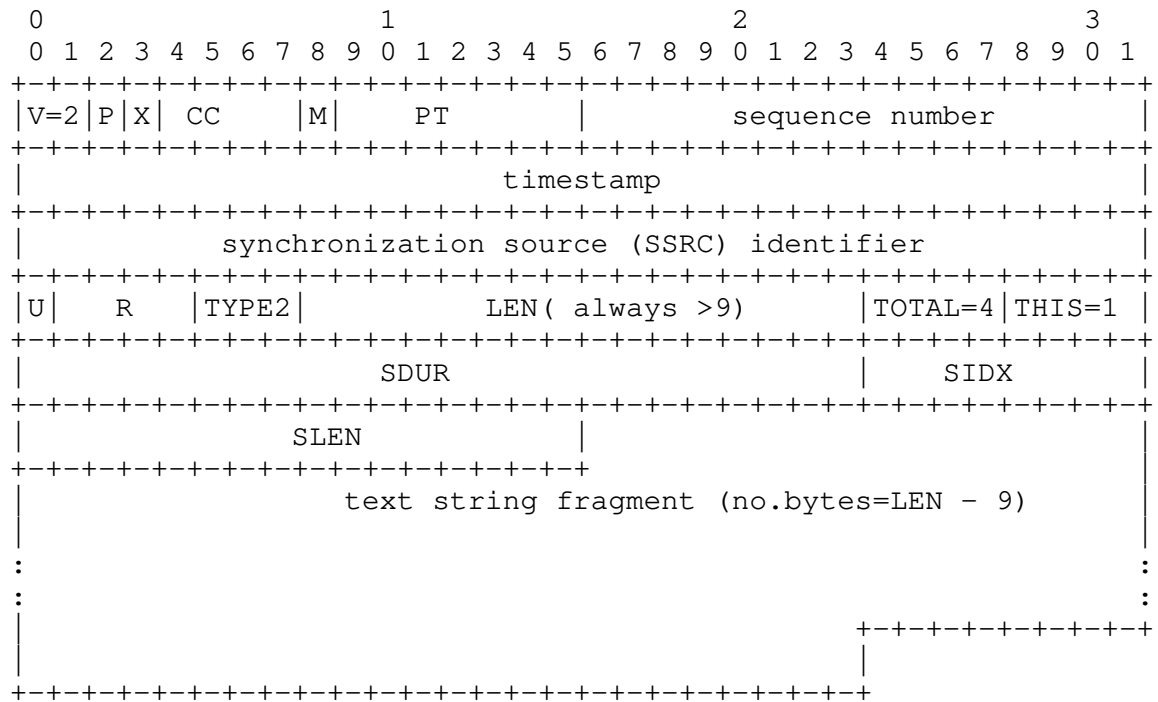 0                   1                   2                   3
 0 1 2 3 4 5 6 7 8 9 0 1 2 3 4 5 6 7 8 9 0 1 2 3 4 5 6 7 8 9 0 1
+-+-+-+-+-+-+-+-+-+-+-+-+-+-+-+-+-+-+-+-+-+-+-+-+-+-+-+-+-+-+-+-+
|V=2|P|X| CC    |M|    PT       |        sequence number        |
+-+-+-+-+-+-+-+-+-+-+-+-+-+-+-+-+-+-+-+-+-+-+-+-+-+-+-+-+-+-+-+-+
|                           timestamp                           |
+-+-+-+-+-+-+-+-+-+-+-+-+-+-+-+-+-+-+-+-+-+-+-+-+-+-+-+-+-+-+-+-+
|           synchronization source (SSRC) identifier            |
+-+-+-+-+-+-+-+-+-+-+-+-+-+-+-+-+-+-+-+-+-+-+-+-+-+-+-+-+-+-+-+-+
|U|   R   |TYPE2|          LEN( always >9)      |TOTAL=4|THIS=1 |
+-+-+-+-+-+-+-+-+-+-+-+-+-+-+-+-+-+-+-+-+-+-+-+-+-+-+-+-+-+-+-+-+
|                    SDUR                       |    SIDX       |
+-+-+-+-+-+-+-+-+-+-+-+-+-+-+-+-+-+-+-+-+-+-+-+-+-+-+-+-+-+-+-+-+
|               SLEN            |                               |
+-+-+-+-+-+-+-+-+-+-+-+-+-+-+-+-+                               |
|                  text string fragment (no.bytes=LEN - 9)      |
|                                                               |
:                                                               :
:                                                               :
|                                               +-+-+-+-+-+-+-+-+
|                                               |
+-+-+-+-+-+-+-+-+-+-+-+-+-+-+-+-+-+-+-+-+-+-+-+-+